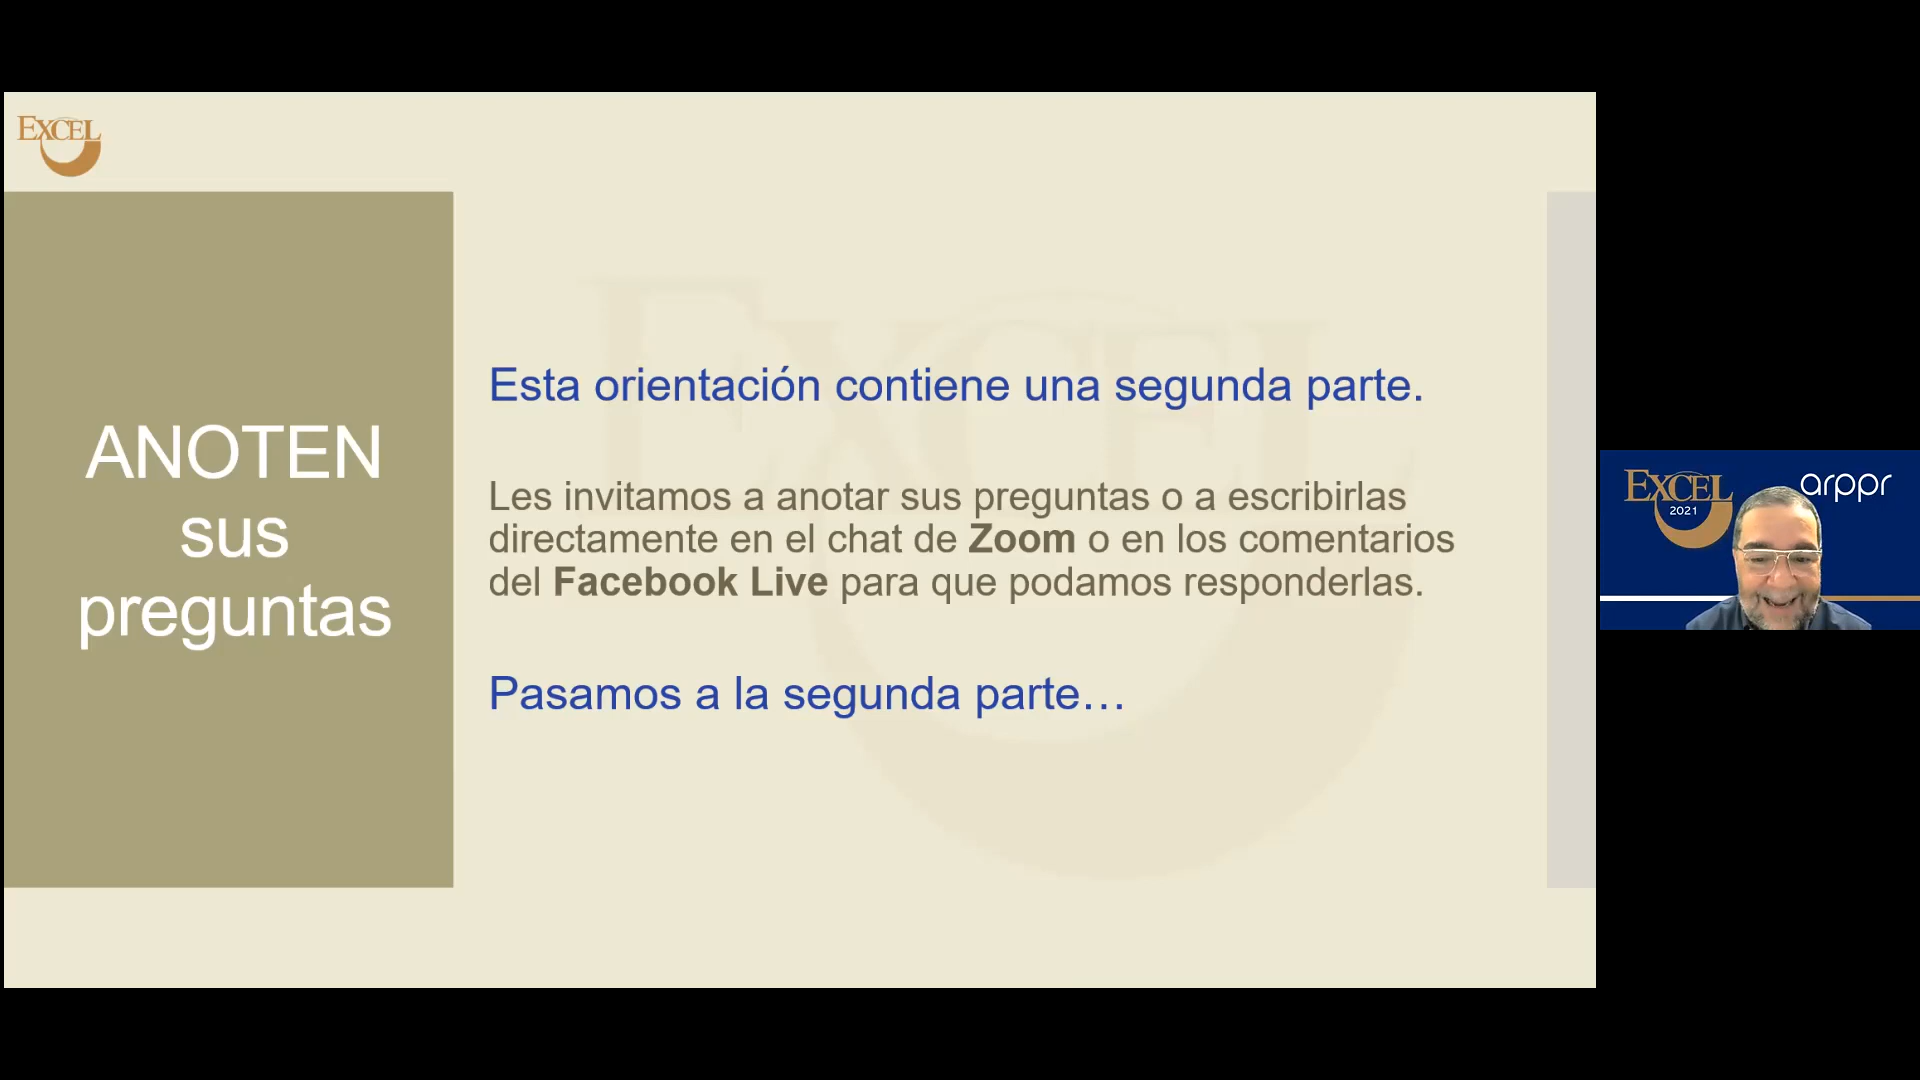 EXCEL
ANOTEN
sus
preguntas
Esta orientación contiene una segunda parte.
Les invitamos a anotar sus preguntas o a escribirlas
directamente en el chat de Zoom o en los comentarios
del Facebook Live para que podamos responderlas.
Pasamos a la segunda parte…
EXCEL
2021
arppr